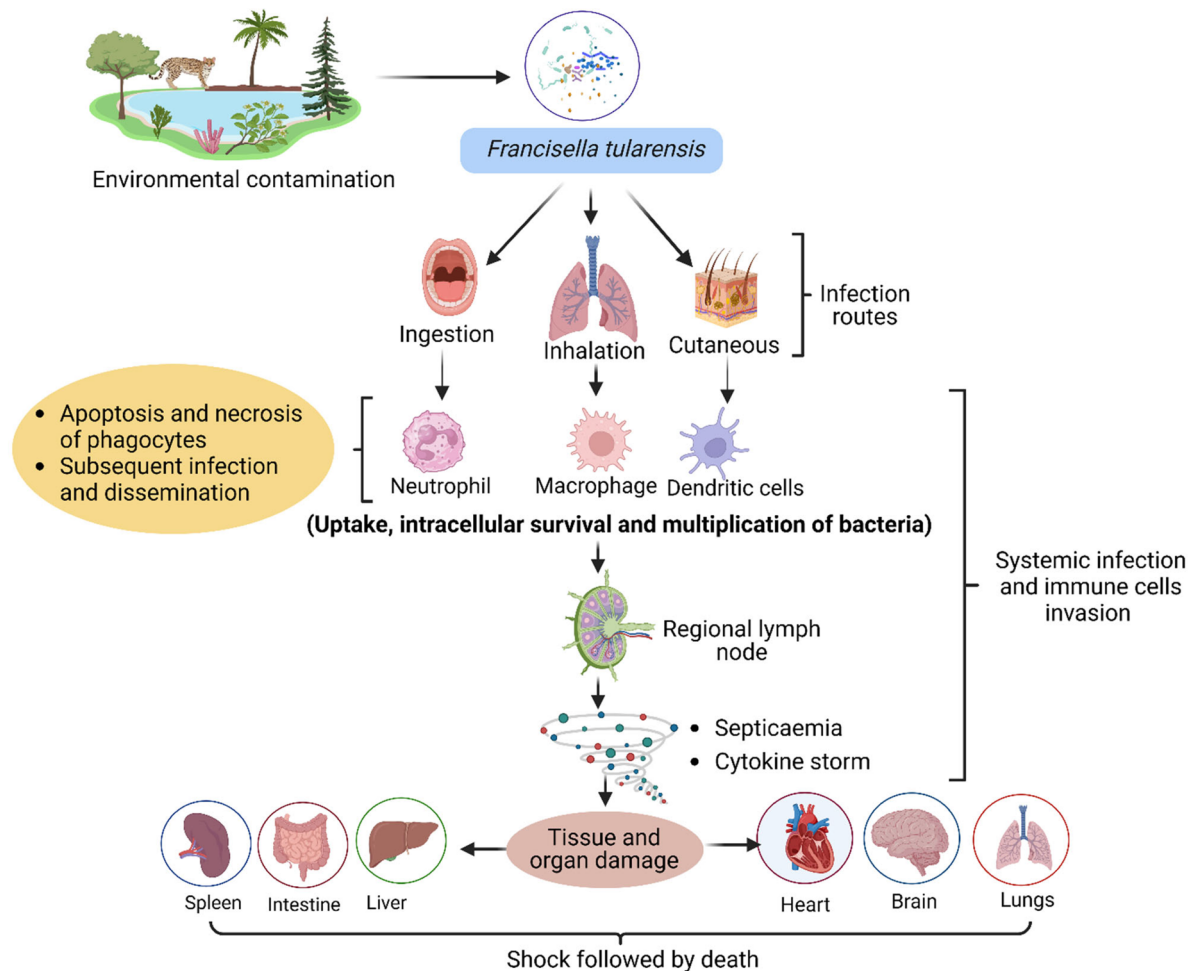 Environmental contamination
Francisella tularensis
Ingestion
Inhalation
Cutaneous
Infection
routes
• Apoptosis and necrosis
of phagocytes
• Subsequent infection
and dissemination
Neutrophil
Macrophage
Dendritic cells
(Uptake, intracellular survival and multiplication of bacteria)
Systemic infection
and immune cells
invasion
Regional lymph
node
• Septicaemia
• Cytokine storm
Tissue and
organ damage
Spleen
Intestine
Liver
Heart
Brain
Lungs
Shock followed by death